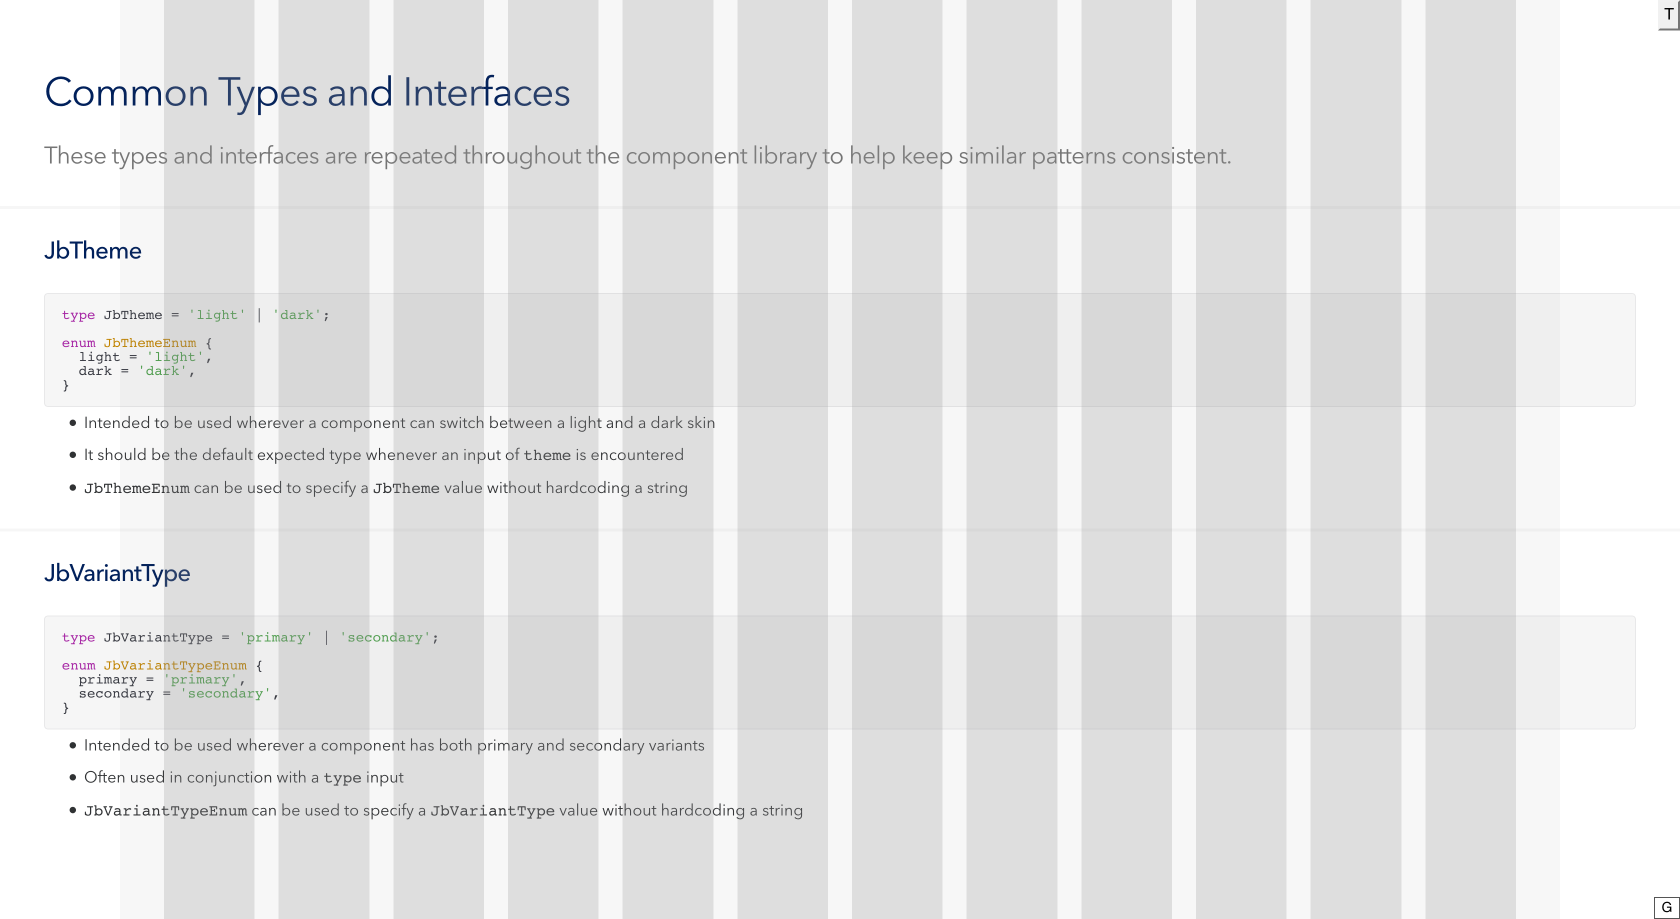 T
Common Types and Interfaces
These types and interfaces are repeated throughout the component library to help keep similar patterns consistent.
JbTheme
type JbTheme = 'light' | 'dark';
enum JbThemeEnum {
  light = 'light',
  dark = 'dark',
}
• Intended to be used wherever a component can switch between a light and a dark skin
• It should be the default expected type whenever an input of theme is encountered
• JbThemeEnum can be used to specify a JbTheme value without hardcoding a string
JbVariantType
type JbVariantType = 'primary' | 'secondary';
enum JbVariantTypeEnum {
  primary = 'primary',
  secondary = 'secondary',
}
• Intended to be used wherever a component has both primary and secondary variants
• Often used in conjunction with a type input
• JbVariantTypeEnum can be used to specify a JbVariantType value without hardcoding a string
G